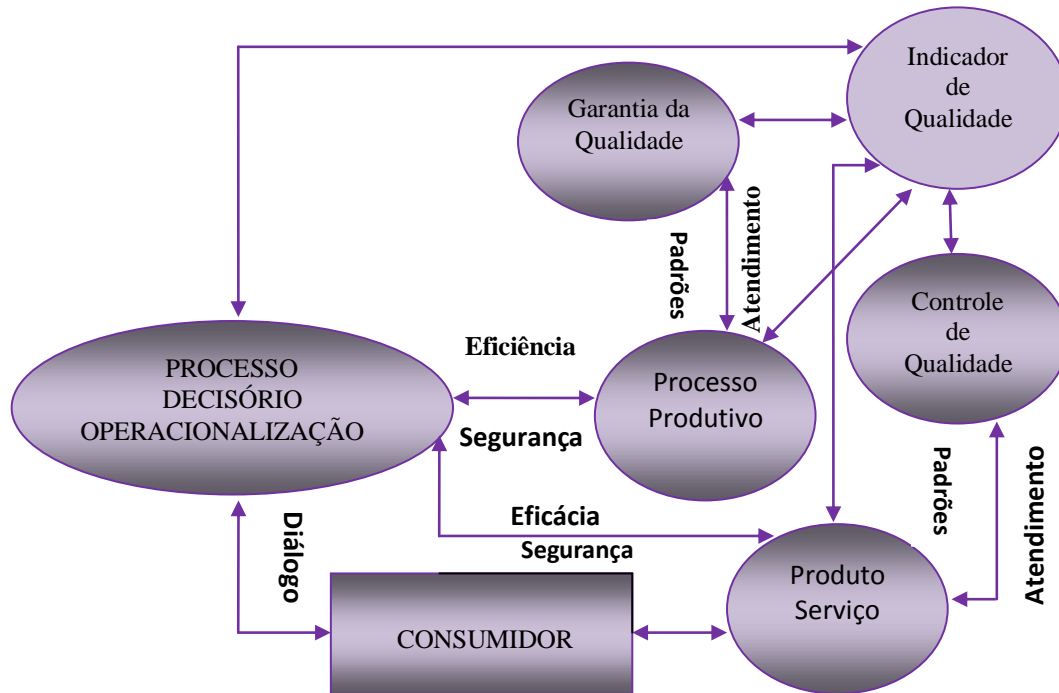 Indicador
de
Qualidade
Garantia da
Qualidade
Padrões
Atendimento
Controle
de
Qualidade
PROCESSO
DECISÓRIO
OPERACIONALIZAÇÃO
Eficiência
Segurança
Processo
Produtivo
Padrões
Atendimento
Diálogo
Eficácia
Segurança
Produto
Serviço
CONSUMIDOR